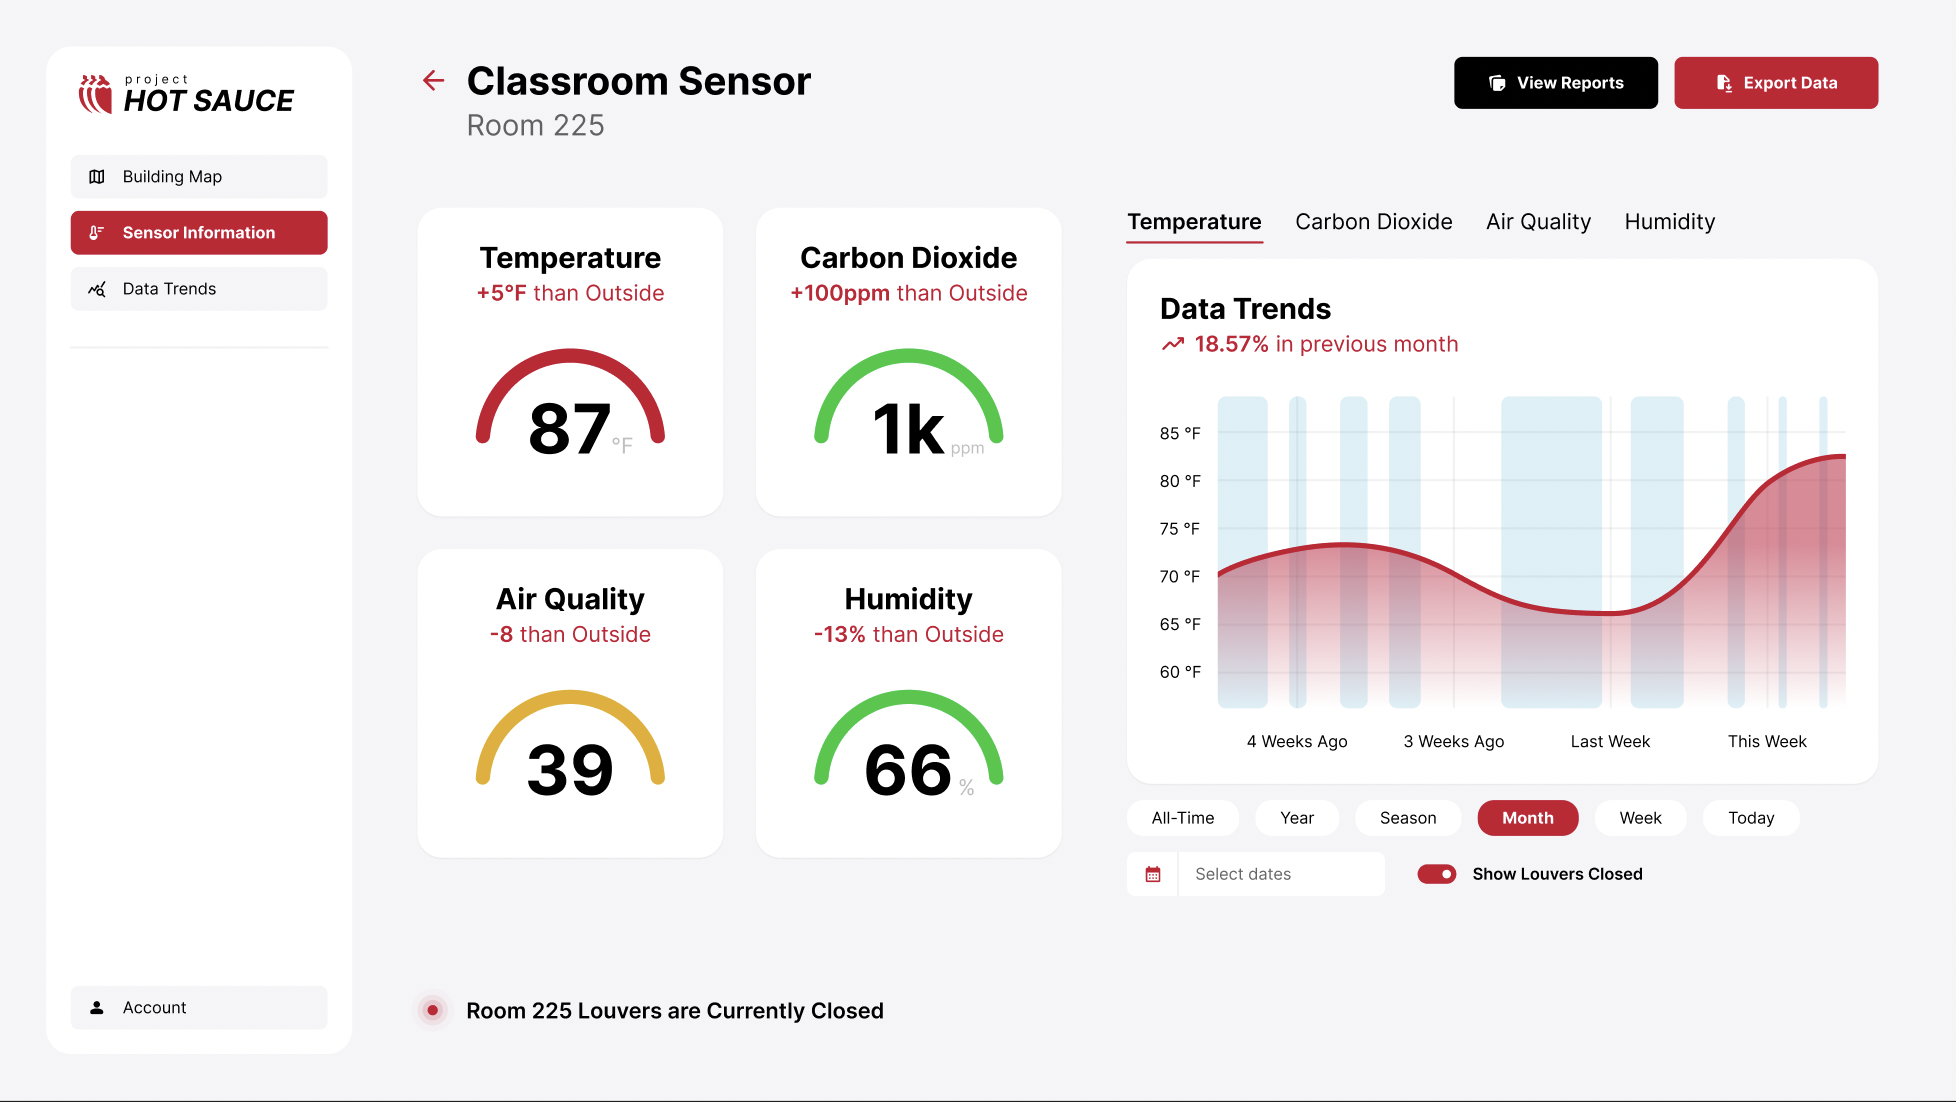 project
HOT SAUCE
Building Map
Sensor Information
Data Trends
Account
Classroom Sensor
Room 225
View Reports
Export Data
Temperature
+5°F than Outside
87 °F
Carbon Dioxide
+100ppm than Outside
1k ppm
Air Quality
-8 than Outside
39
Humidity
-13% than Outside
66 %
Temperature Carbon Dioxide Air Quality Humidity
Data Trends
18.57% in previous month
85 °F
80 °F
75 °F
70 °F
65 °F
60 °F
4 Weeks Ago 3 Weeks Ago Last Week This Week
All-Time Year Season Month Week Today
Select dates
Show Louvers Closed
Room 225 Louvers are Currently Closed